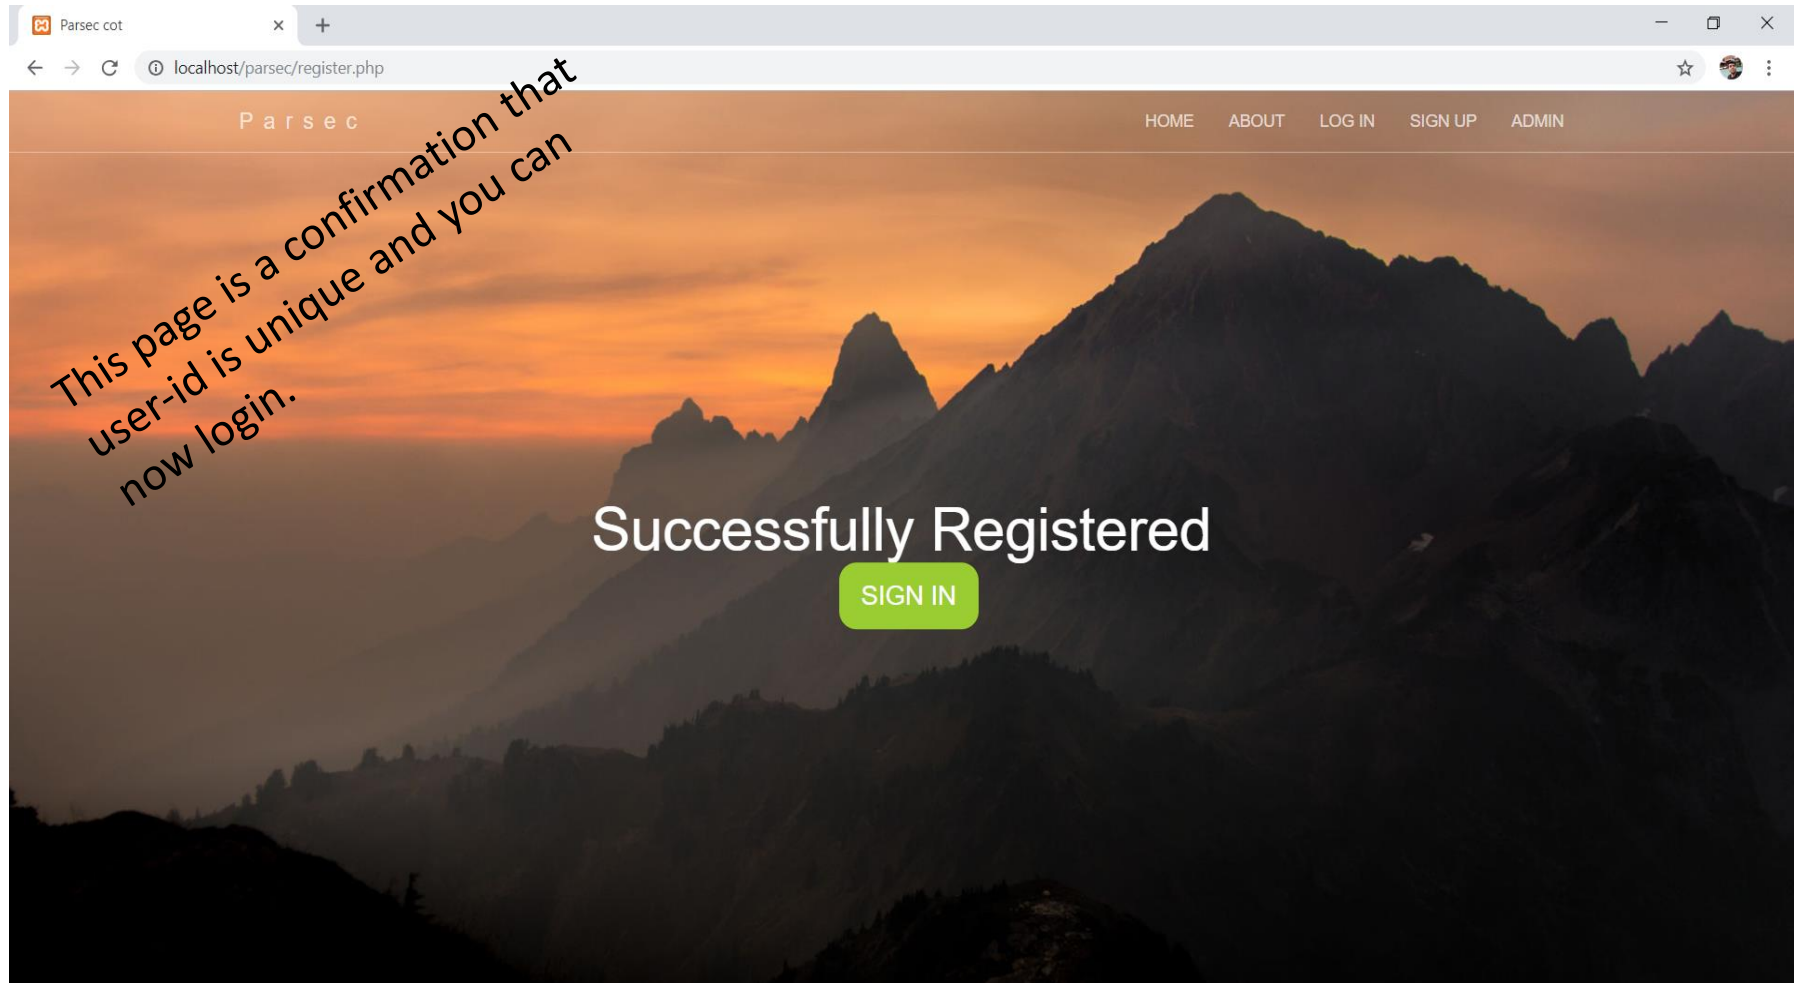 Parsec cot
localhost/parsec/register.php
Parsec
HOME ABOUT LOG IN SIGN UP ADMIN
This page is a confirmation that
user-id is unique and you can
now login.
Successfully Registered
SIGN IN